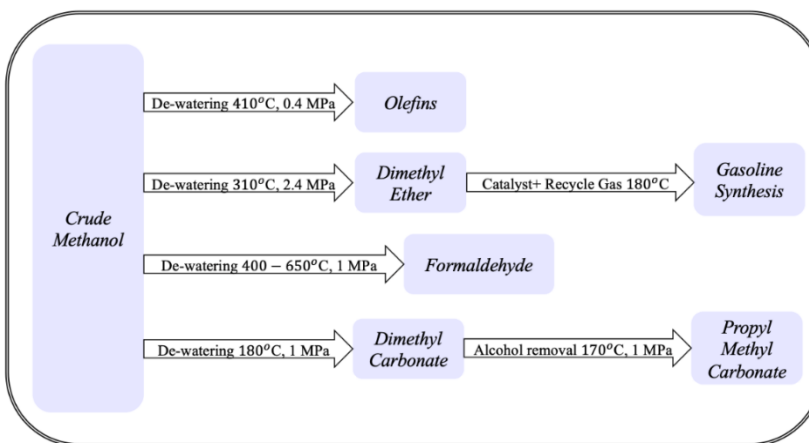 De-watering 410°C, 0.4 MPa
Olefins
De-watering 310°C, 2.4 MPa
Dimethyl
Ether
Catalyst+ Recycle Gas 180°C
Gasoline
Synthesis
Crude
Methanol
De-watering 400 − 650°C, 1 MPa
Formaldehyde
De-watering 180°C, 1 MPa
Dimethyl
Carbonate
Alcohol removal 170°C, 1 MPa
Propyl
Methyl
Carbonate